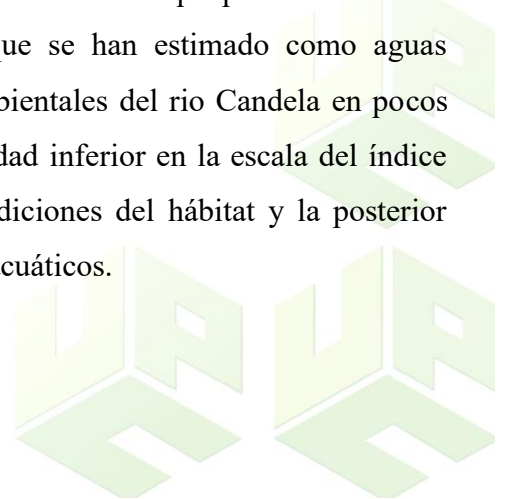 que se han estimado como aguas
bientales del rio Candela en pocos
dad inferior en la escala del índice
diciones del hábitat y la posterior
cuáticos.